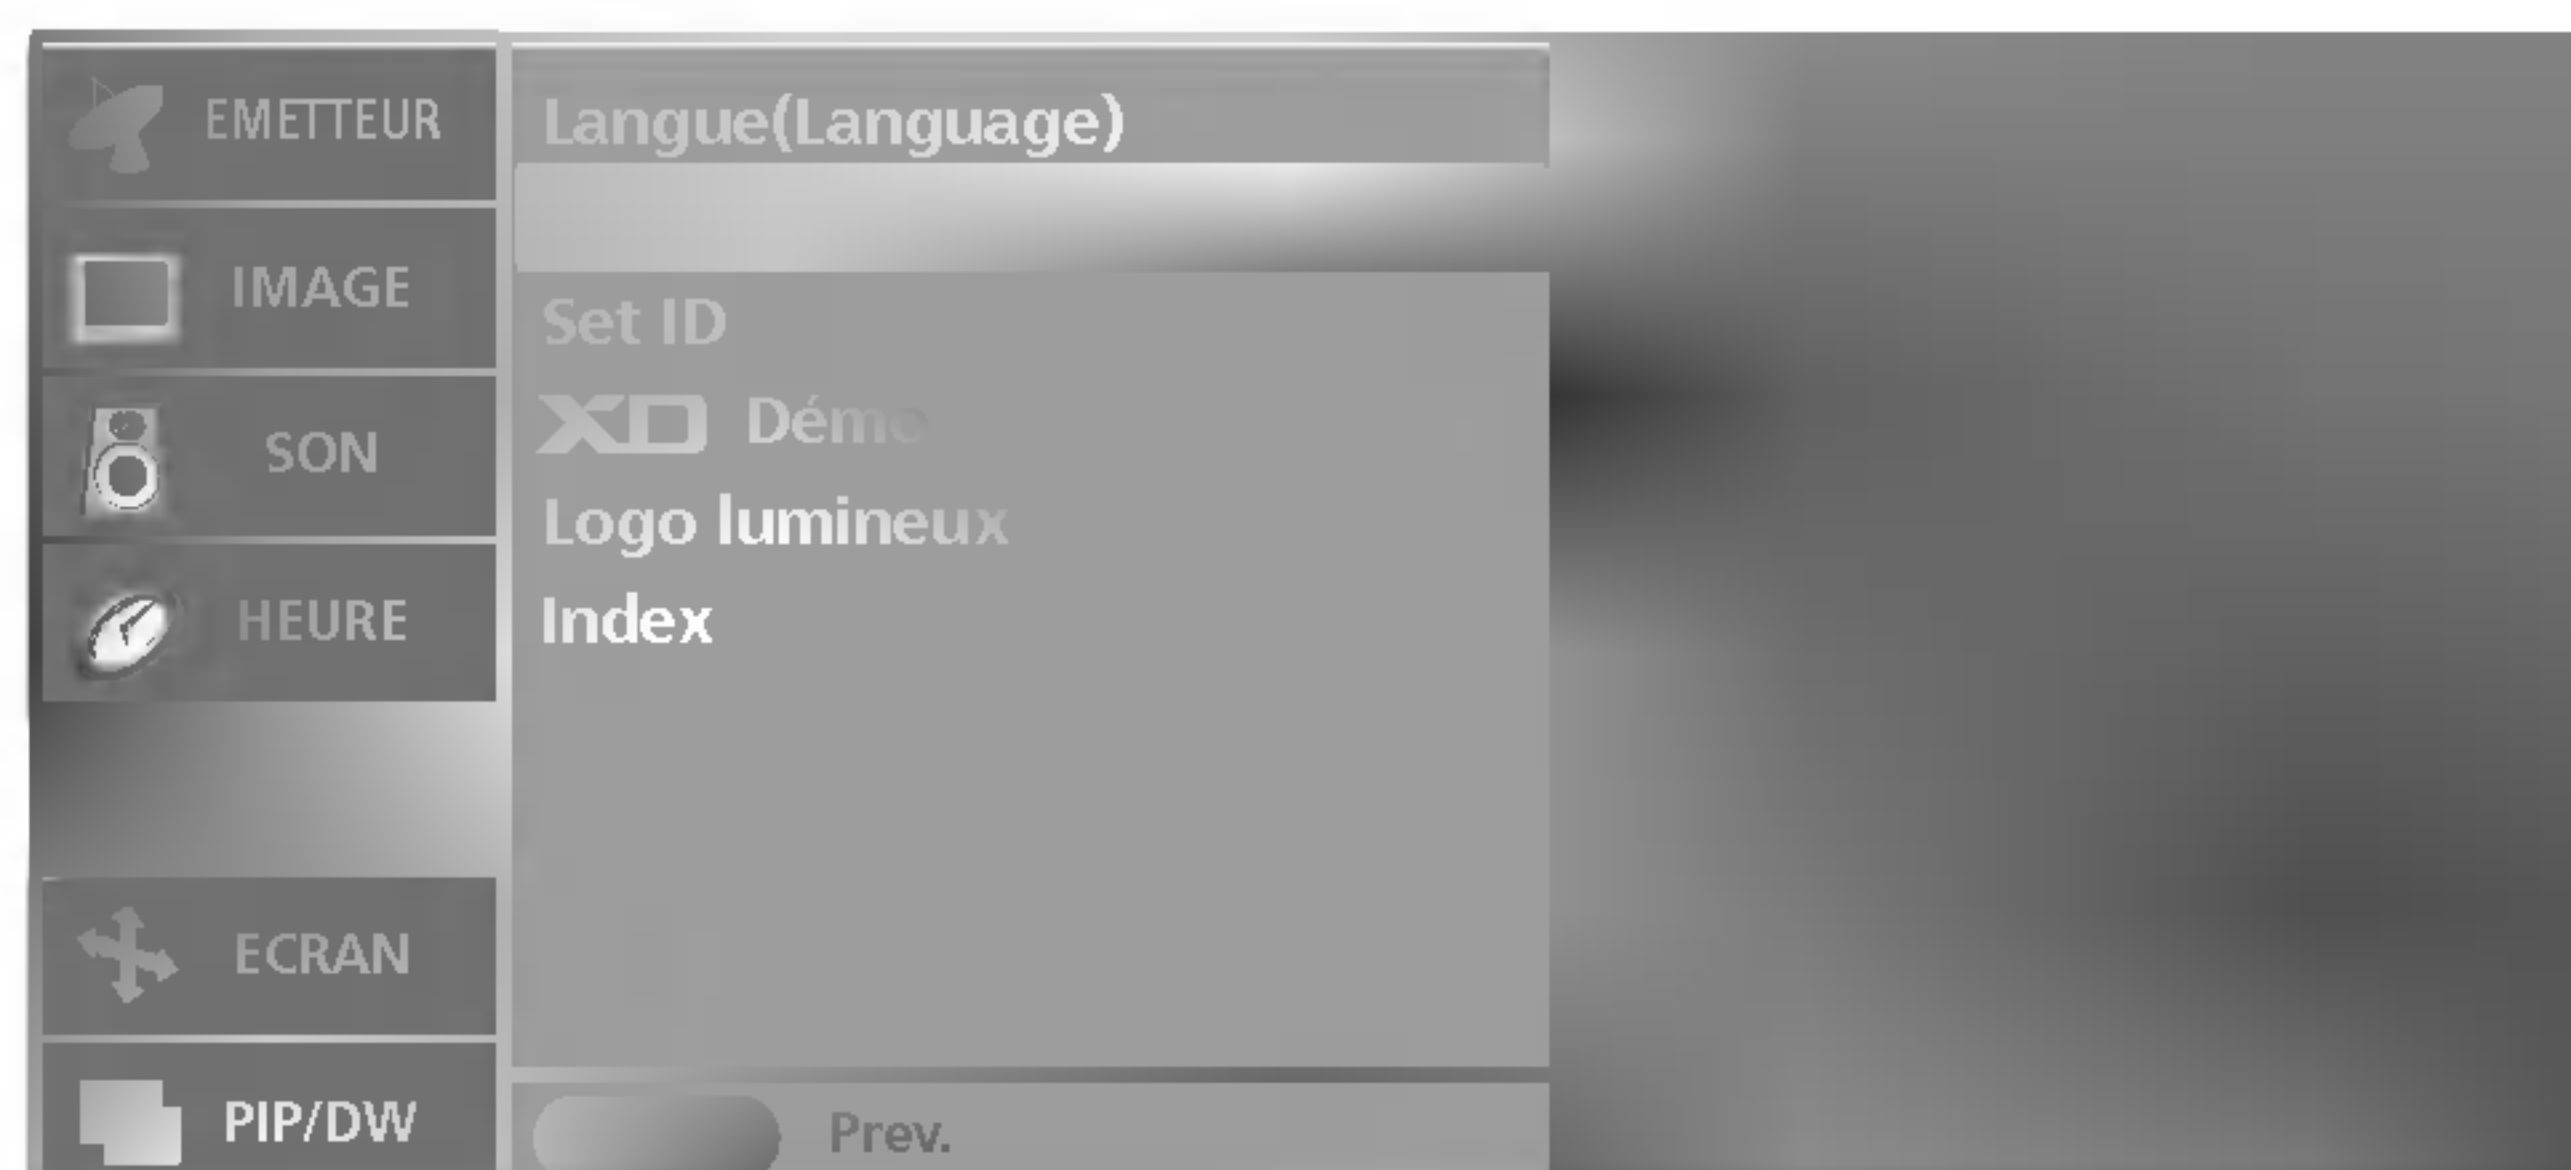 EMETTEUR
IMAGE
SON
HEURE
ECRAN
PIP/DW
Langue(Language)
Set ID
XD Démo
Logo lumineux
Index
Prev.